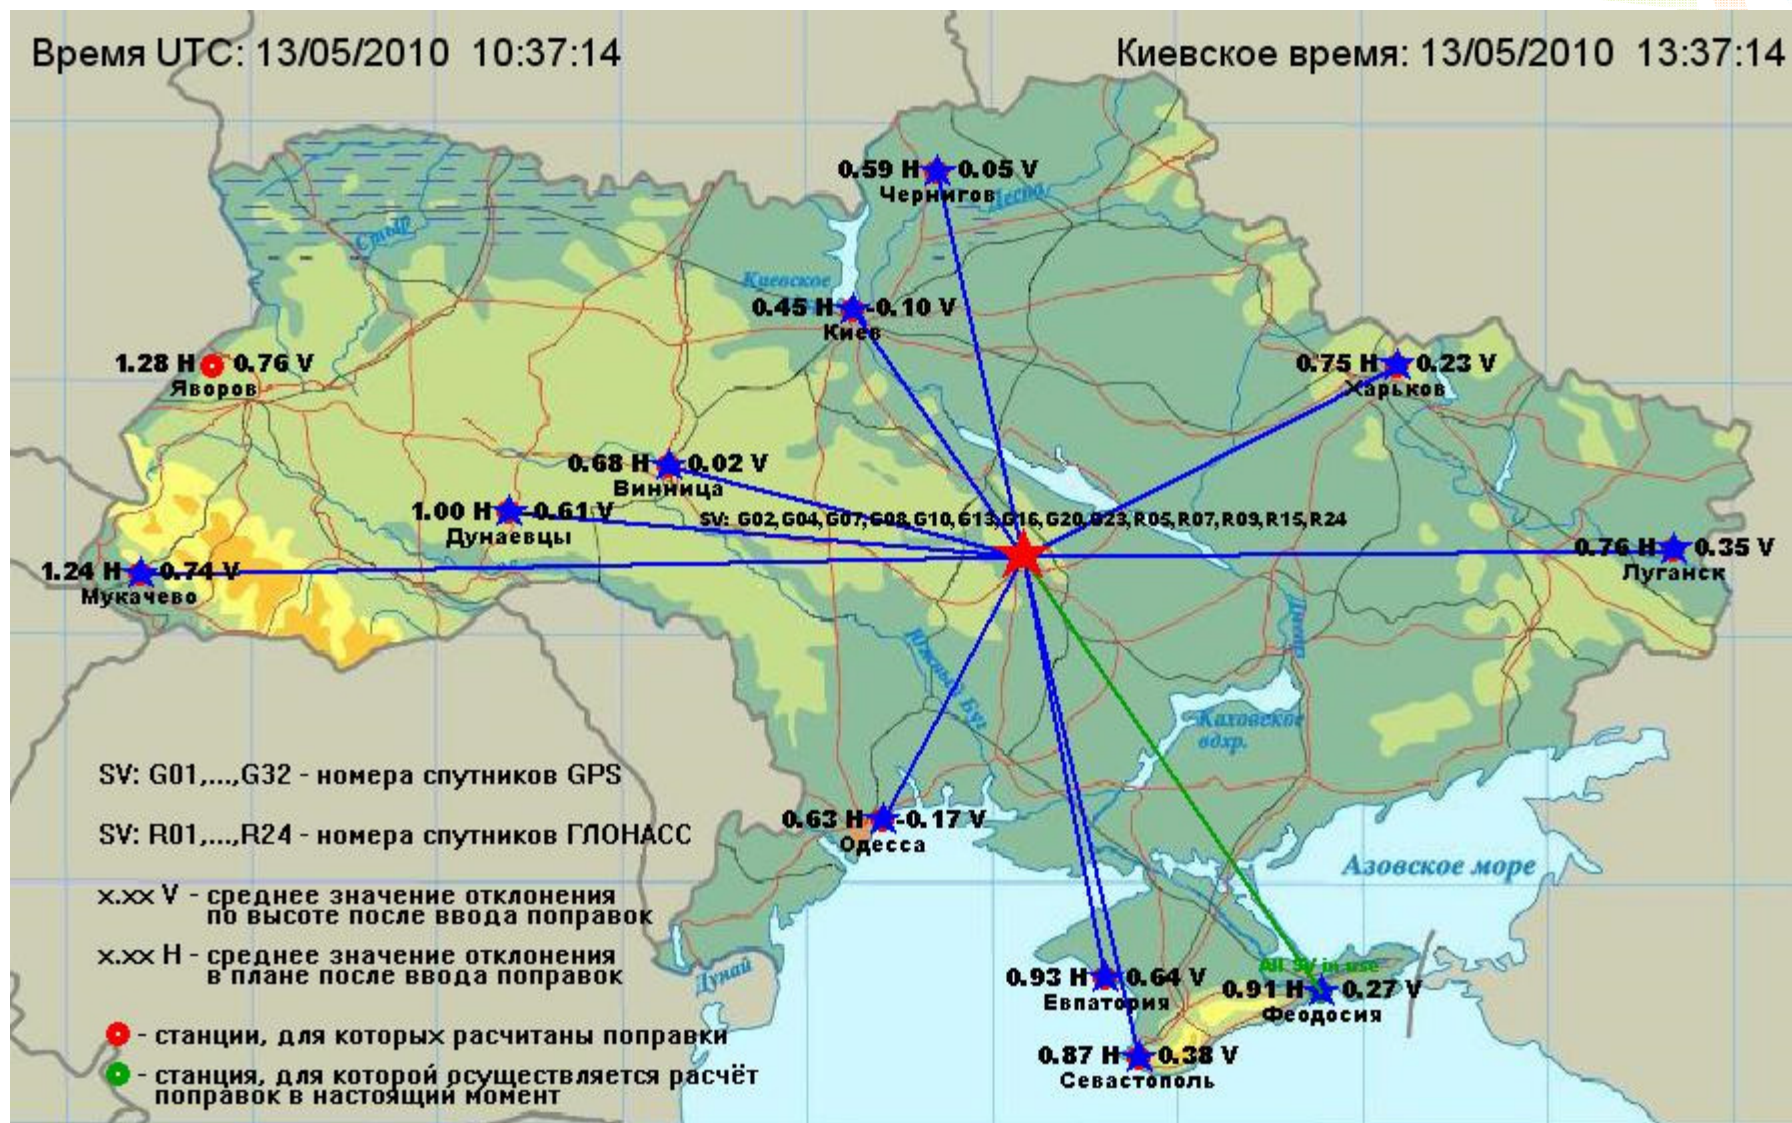 Время UTC: 13/05/2010 10:37:14
Киевское время: 13/05/2010 13:37:14
0.59 H 0.05 V
Чернигов
Десна
Стыр
Киевское
0.45 H -0.10 V
Киев
1.28 H 0.76 V
Яворов
0.75 H 0.23 V
Харьков
0.68 H 0.02 V
Винница
1.00 H 0.61 V
Дунаевцы
SV: G02,G04,G07,G08,G10,G13,G16,G20,G23,R05,R07,R09,R15,R24
1.24 H 0.74 V
Мукачево
0.76 H 0.35 V
Луганск
Днепр
Южный Буг
Каховское
вдхр.
SV: G01,...,G32 - номера спутников GPS
0.63 H -0.17 V
Одесса
SV: R01,...,R24 - номера спутников ГЛОНАСС
Азовское море
x.xx V - среднее значение отклонения
по высоте после ввода поправок
x.xx H - среднее значение отклонения
в плане после ввода поправок
Дунай
All SV in use
0.93 H 0.64 V
Евпатория
0.91 H 0.27 V
Феодосия
- станции, для которых расчитаны поправки
0.87 H 0.38 V
Севастополь
- станция, для которой осуществляется расчёт
поправок в настоящий момент